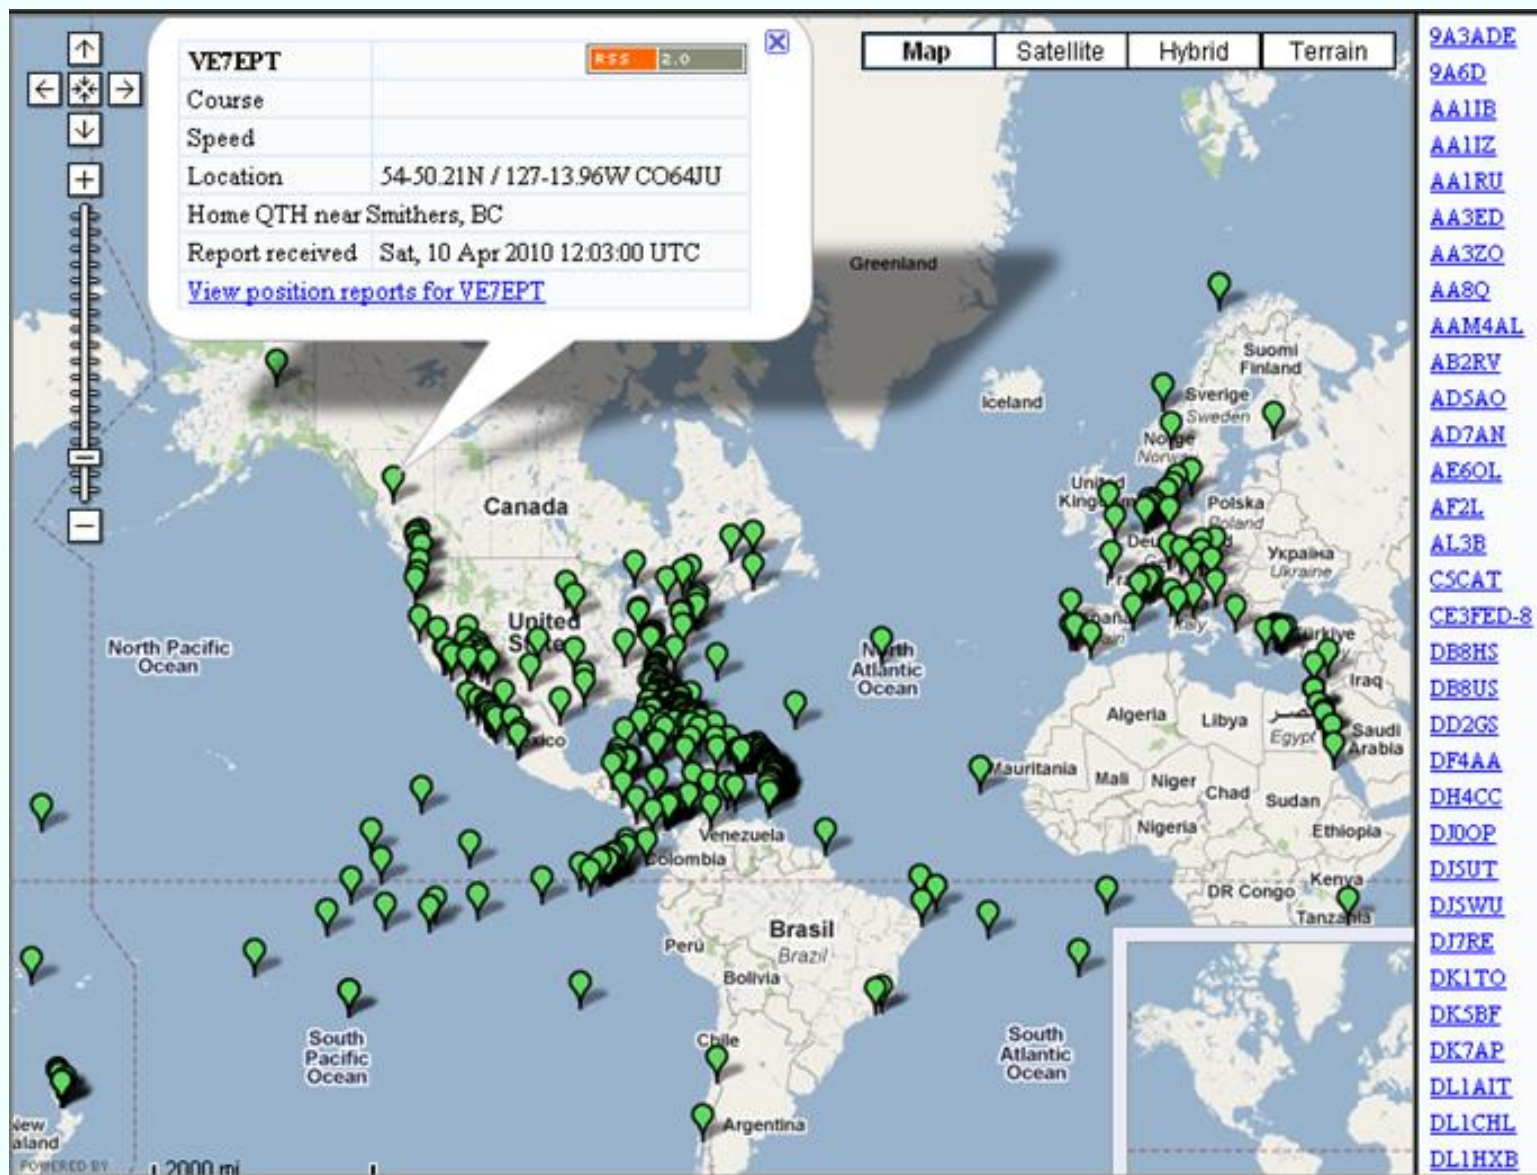 VE7EPT
RSS 2.0
Course
Speed
Location 54-50.21N / 127-13.96W CO64JU
Home QTH near Smithers, BC
Report received Sat, 10 Apr 2010 12:03:00 UTC
View position reports for VE7EPT
Map Satellite Hybrid Terrain
Greenland
Suomi
Finland
Iceland
Sverige
Sweden
Norge
United
Kingdom
Polska
Poland
Canada
Україна
Ukraine
United
North Pacific
Ocean
North
Atlantic
Ocean
Italy
Iraq
Algeria
Libya
مصر
Egypt
Saudi
Arabia
Mauritania
Mali
Niger
Chad
Sudan
Nigeria
Ethiopia
Venezuela
Colombia
Kenya
DR Congo
Tanzania
Brasil
Brazil
Perú
Bolivia
South
Pacific
Ocean
Chile
South
Atlantic
Ocean
Argentina
POWERED BY
2000 mi
9A3ADE
9A6D
AA1IB
AA1IZ
AA1RU
AA3ED
AA3ZO
AA8Q
AAM4AL
AB2RV
AD5AO
AD7AN
AE6OL
AF2L
AL3B
C5CAT
CE3FED-8
DB8HS
DB8US
DD2GS
DF4AA
DH4CC
DJ0OP
DJ5UT
DJ5WU
DJ7RE
DK1TO
DK5BF
DK7AP
DL1AIT
DL1CHL
DL1HXB